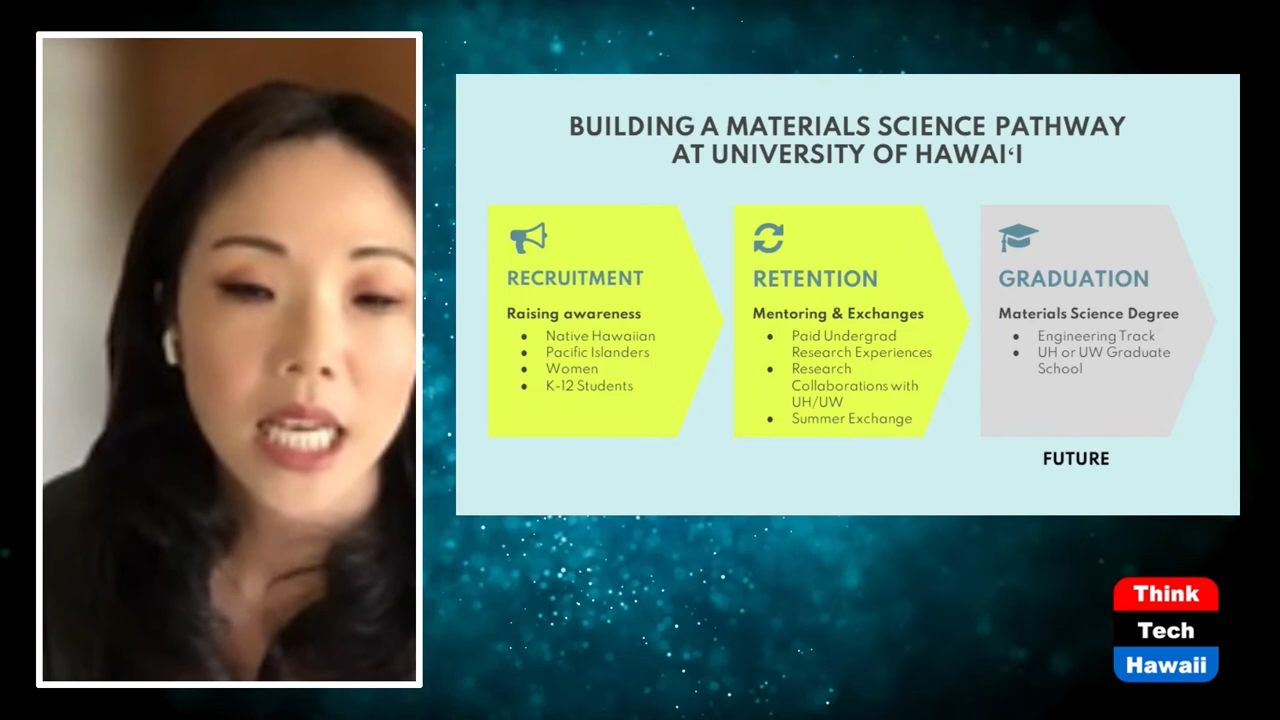 BUILDING A MATERIALS SCIENCE PATHWAY
AT UNIVERSITY OF HAWAIʻI
RECRUITMENT
Raising awareness
● Native Hawaiian
● Pacific Islanders
● Women
● K-12 Students
RETENTION
Mentoring & Exchanges
● Paid Undergrad
Research Experiences
● Research
Collaborations with
UH/UW
● Summer Exchange
GRADUATION
Materials Science Degree
● Engineering Track
● UH or UW Graduate
School
FUTURE
Think
Tech
Hawaii